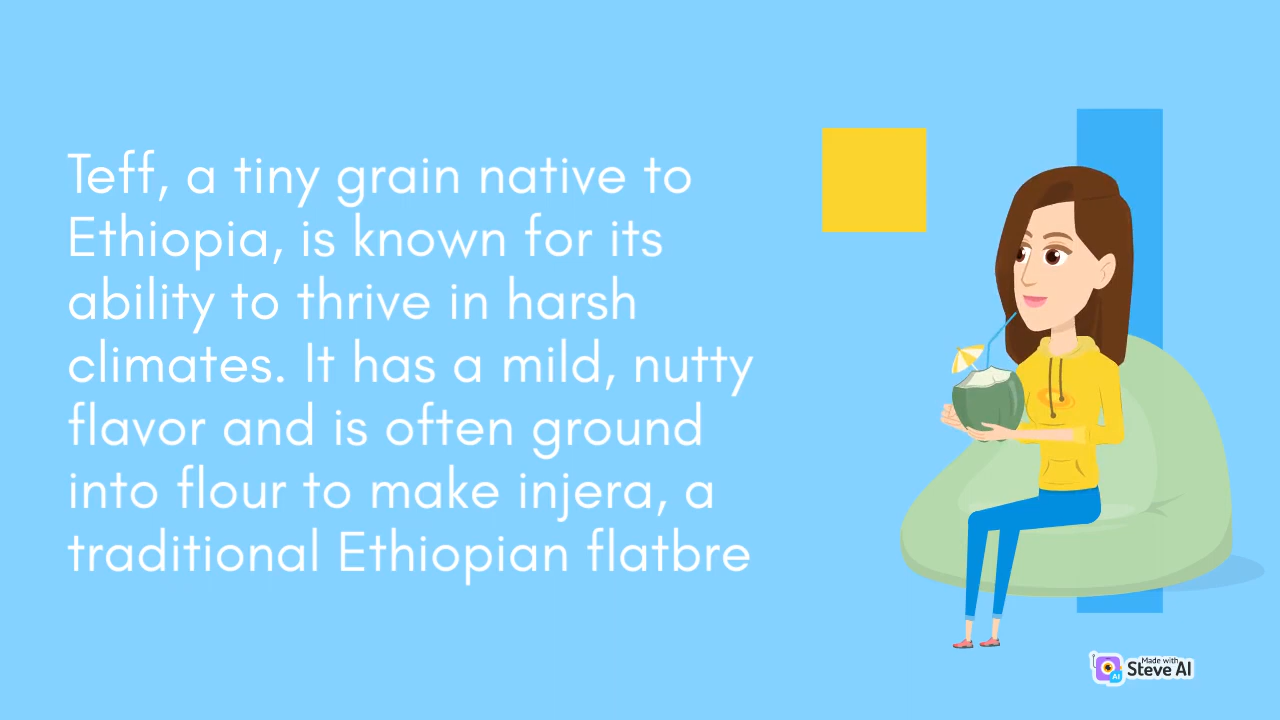 Teff, a tiny grain native to
Ethiopia, is known for its
ability to thrive in harsh
climates. It has a mild, nutty
flavor and is often ground
into flour to make injera, a
traditional Ethiopian flatbre
Made with
Steve AI
AI